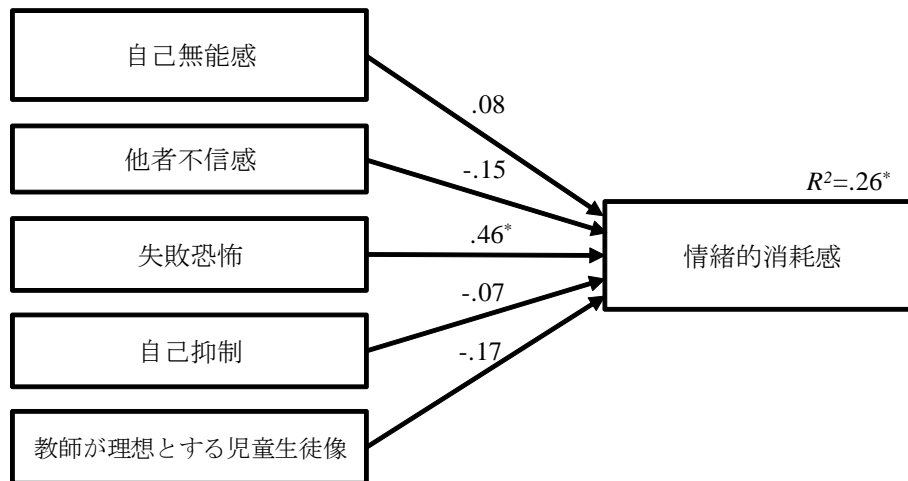 自己無能感
.08
他者不信感
-.15
R²=.26*
失敗恐怖
.46*
情緒的消耗感
自己抑制
-.07
教師が理想とする児童生徒像
-.17